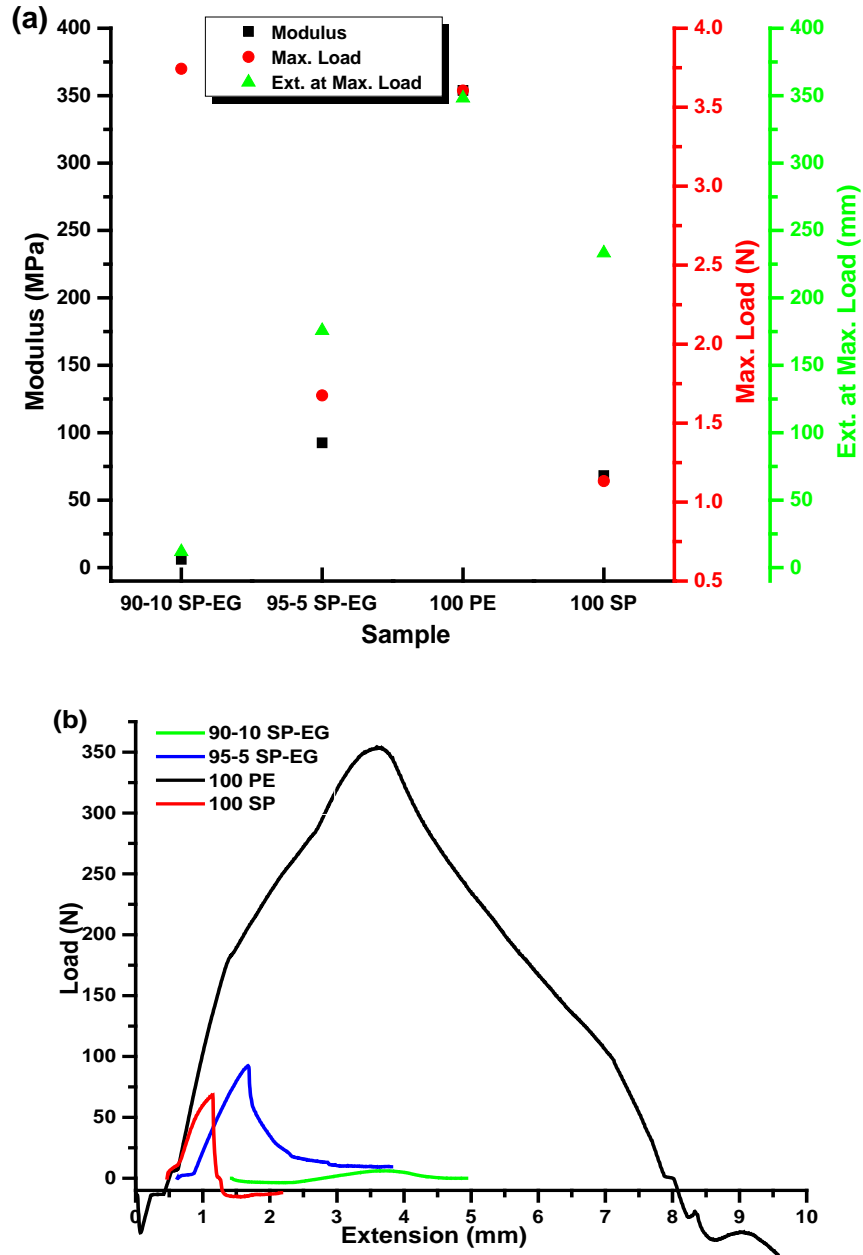 (a)
Modulus
Max. Load
Ext. at Max. Load
400
350
300
250
200
150
100
50
0
Modulus (MPa)
4.0
3.5
3.0
2.5
2.0
1.5
1.0
0.5
Max. Load (N)
400
350
300
250
200
150
100
50
0
Ext. at Max. Load (mm)
90-10 SP-EG 95-5 SP-EG 100 PE 100 SP
Sample
(b)
90-10 SP-EG
95-5 SP-EG
100 PE
100 SP
350
300
250
200
150
100
50
0
Load (N)
0 1 2 3 4 5 6 7 8 9 10
Extension (mm)